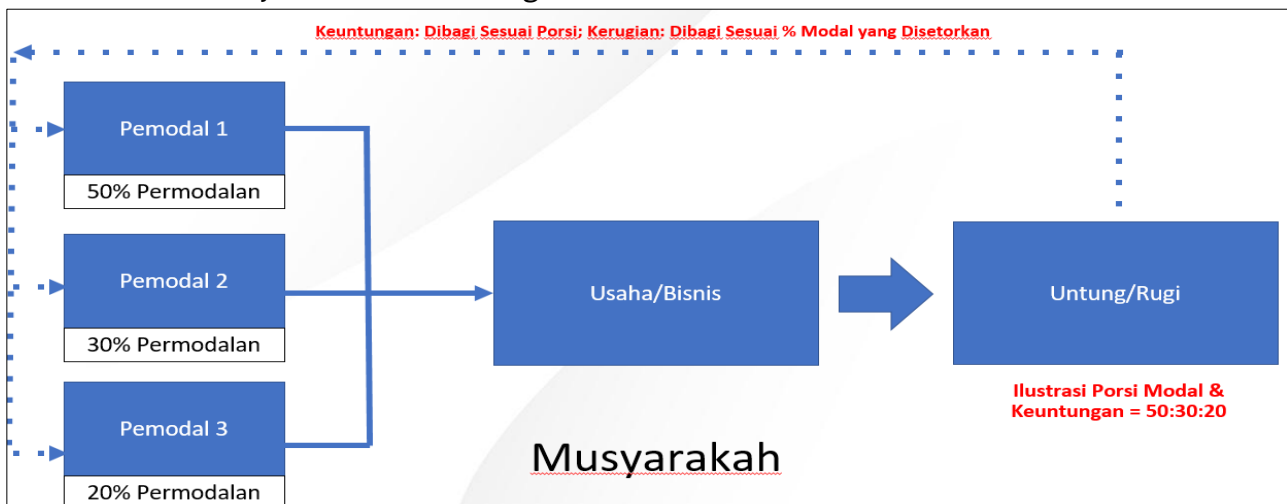 Keuntungan: Dibagi Sesuai Porsi; Kerugian: Dibagi Sesuai % Modal yang Disetorkan
Pemodal 1
50% Permodalan
Pemodal 2
30% Permodalan
Pemodal 3
20% Permodalan
Usaha/Bisnis
Untung/Rugi
Ilustrasi Porsi Modal &
Keuntungan = 50:30:20
Musyarakah